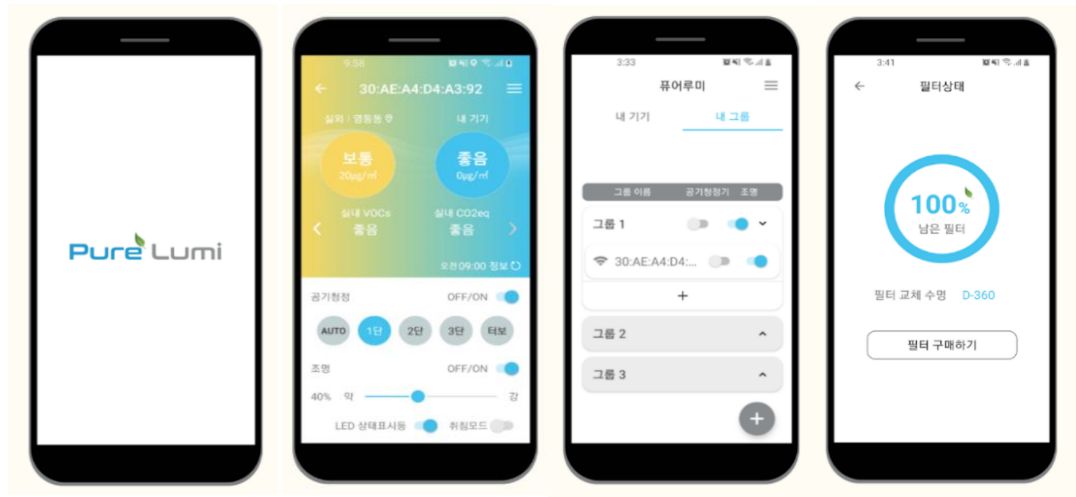 Pure Lumi
9:58
30:AE:A4:D4:A3:92
실외 / 영등동 내 기기
보통 좋음
20µg/㎥ 0µg/㎥
실내 VOCs 실내 CO2eq
좋음 좋음
오전09:00 정보
공기청정 OFF/ON
AUTO 1단 2단 3단 터보
조명 OFF/ON
40% 약 강
LED 상태표시등 취침모드
3:33
퓨어루미
내 기기 내 그룹
그룹 이름 공기청정기 조명
그룹 1
30:AE:A4:D4:...
+
그룹 2
그룹 3
+
3:41
필터상태
100%
남은 필터
필터 교체 수명 D-360
필터 구매하기